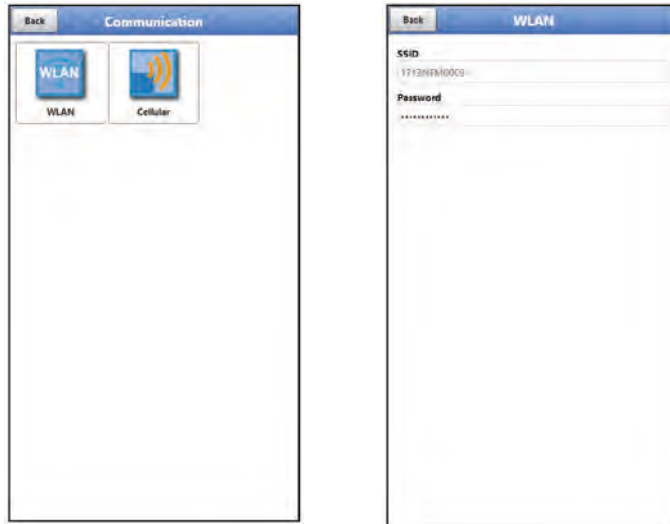 Back
Communication
WLAN
WLAN
Cellular
Back
WLAN
SSID
Password
••••••••••••